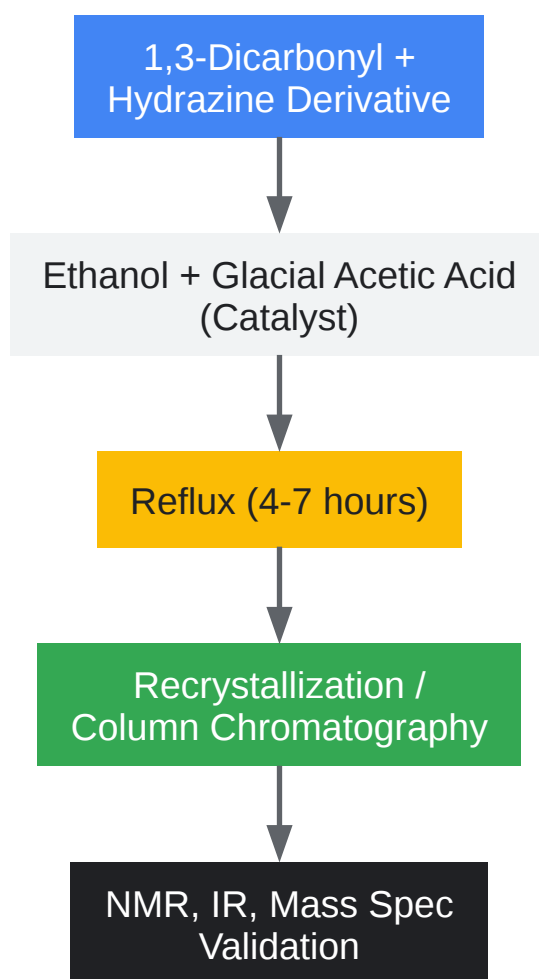 1,3-Dicarbonyl +
Hydrazine Derivative
Ethanol + Glacial Acetic Acid
(Catalyst)
Reflux (4-7 hours)
Recrystallization /
Column Chromatography
NMR, IR, Mass Spec
Validation